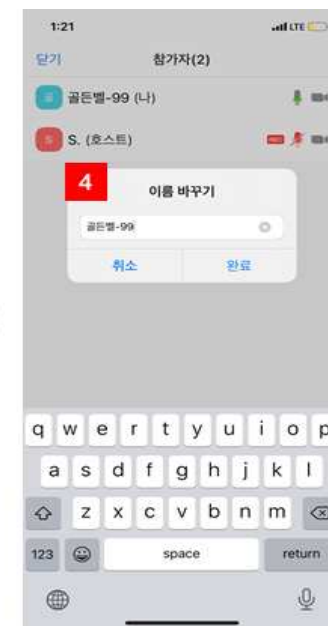 1:21
LTE
닫기
참가자(2)
골든벨-99 (나)
S. (호스트)
4
이름 바꾸기
골든벨-99
취소
완료
q w e r t y u i o p
a s d f g h j k l
z x c v b n m
123
space
return